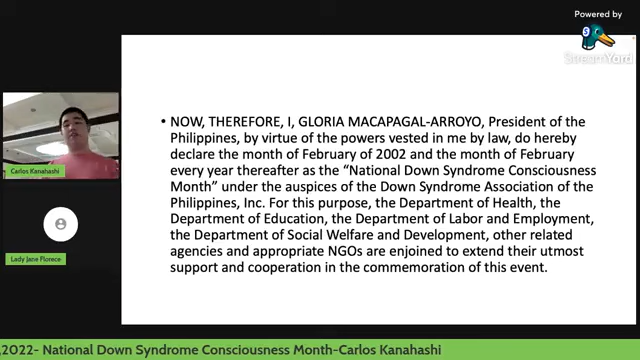 Powered by
StreamYard
• NOW, THEREFORE, I, GLORIA MACAPAGAL-ARROYO, President of the
Philippines, by virtue of the powers vested in me by law, do hereby
declare the month of February of 2002 and the month of February
every year thereafter as the “National Down Syndrome Consciousness
Month” under the auspices of the Down Syndrome Association of the
Philippines, Inc. For this purpose, the Department of Health, the
Department of Education, the Department of Labor and Employment,
the Department of Social Welfare and Development, other related
agencies and appropriate NGOs are enjoined to extend their utmost
support and cooperation in the commemoration of this event.
Carlos Kanahashi
Lady Jane Florece
,2022- National Down Syndrome Consciousness Month-Carlos Kanahashi